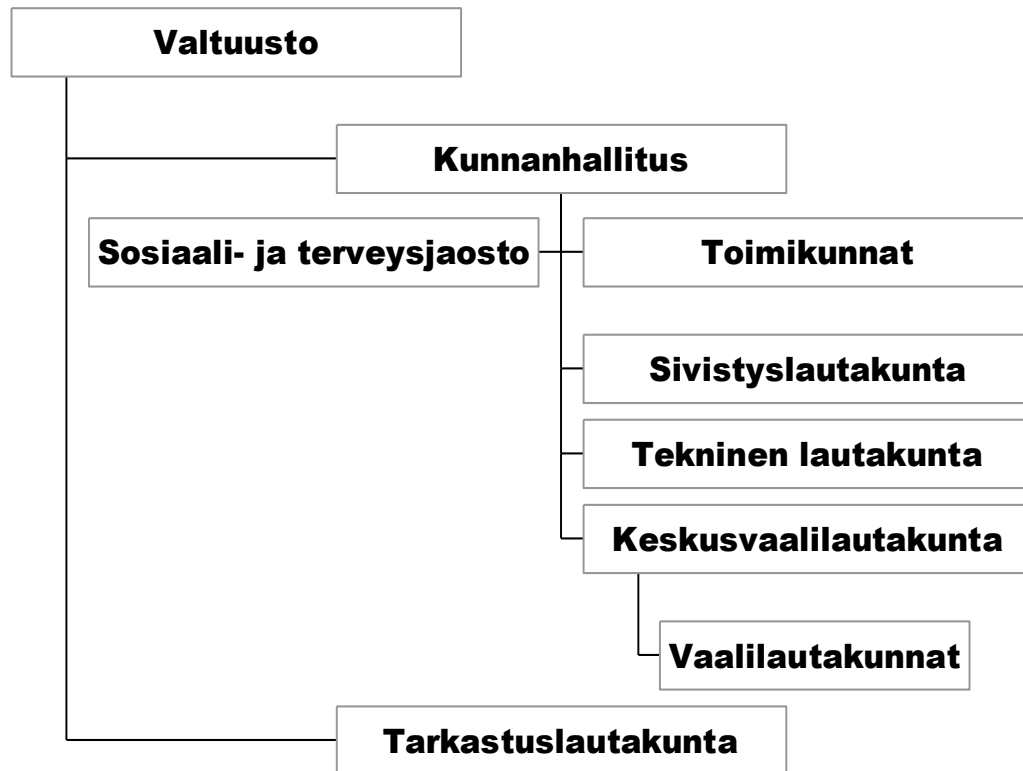 Valtuusto
Kunnanhallitus
Sosiaali- ja terveysjaosto
Toimikunnat
Sivistyslautakunta
Tekninen lautakunta
Keskusvaalilautakunta
Vaalilautakunnat
Tarkastuslautakunta